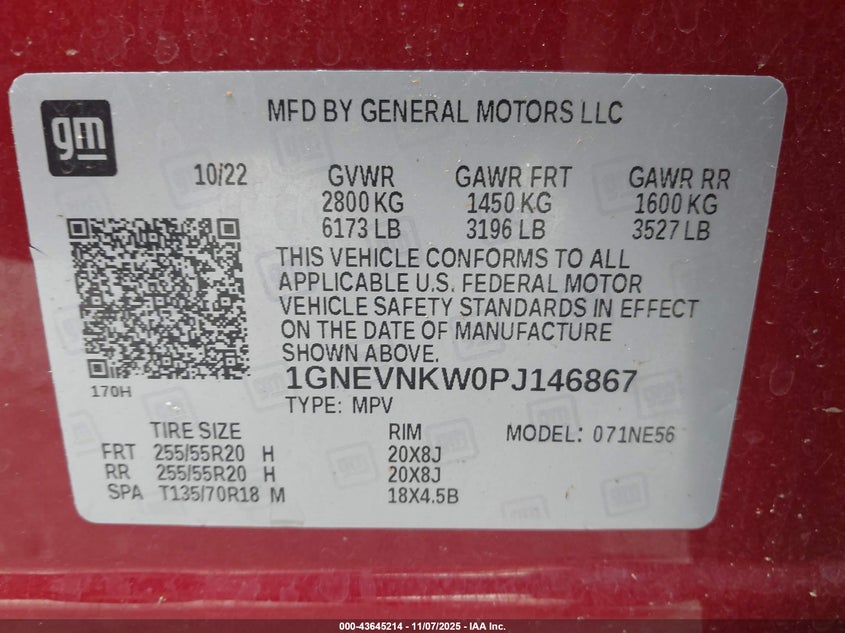 gm
MFD BY GENERAL MOTORS LLC
10/22 GVWR GAWR FRT GAWR RR
2800 KG 1450 KG 1600 KG
6173 LB 3196 LB 3527 LB
THIS VEHICLE CONFORMS TO ALL
APPLICABLE U.S. FEDERAL MOTOR
VEHICLE SAFETY STANDARDS IN EFFECT
ON THE DATE OF MANUFACTURE
SHOWN ABOVE.
170H
1GNEVNKW0PJ146867
TYPE: MPV
TIRE SIZE RIM MODEL: 071NE56
FRT 255/55R20 H 20X8J
RR 255/55R20 H 20X8J
SPA T135/70R18 M 18X4.5B
000-43645214 - 11/07/2025 - IAA Inc.